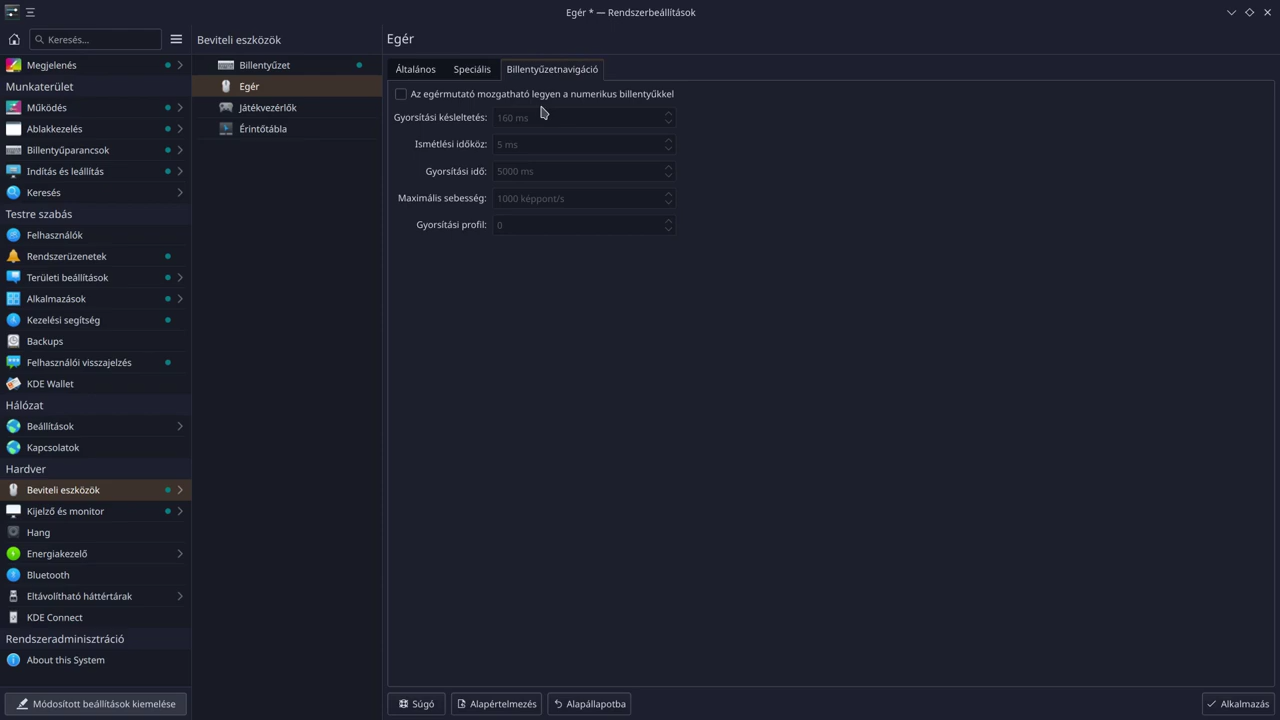 Egér * — Rendszerbeállítások
Keresés...
Megjelenés
Munkaterület
Működés
Ablakkezelés
Billentyűparancsok
Indítás és leállítás
Keresés
Testre szabás
Felhasználók
Rendszerüzenetek
Területi beállítások
Alkalmazások
Kezelési segítség
Backups
Felhasználói visszajelzés
KDE Wallet
Hálózat
Beállítások
Kapcsolatok
Hardver
Beviteli eszközök
Kijelző és monitor
Hang
Energiakezelő
Bluetooth
Eltávolítható háttértárak
KDE Connect
Rendszeradminisztráció
About this System
Módosított beállítások kiemelése
Beviteli eszközök
Billentyűzet
Egér
Játékvezérlők
Érintőtábla
Egér
Általános Speciális Billentyűzetnavigáció
Az egérmutató mozgatható legyen a numerikus billentyűkkel
Gyorsítási késleltetés: 160 ms
Ismétlési időköz: 5 ms
Gyorsítási idő: 5000 ms
Maximális sebesség: 1000 képpont/s
Gyorsítási profil: 0
Súgó Alapértelmezés Alapállapotba Alkalmazás